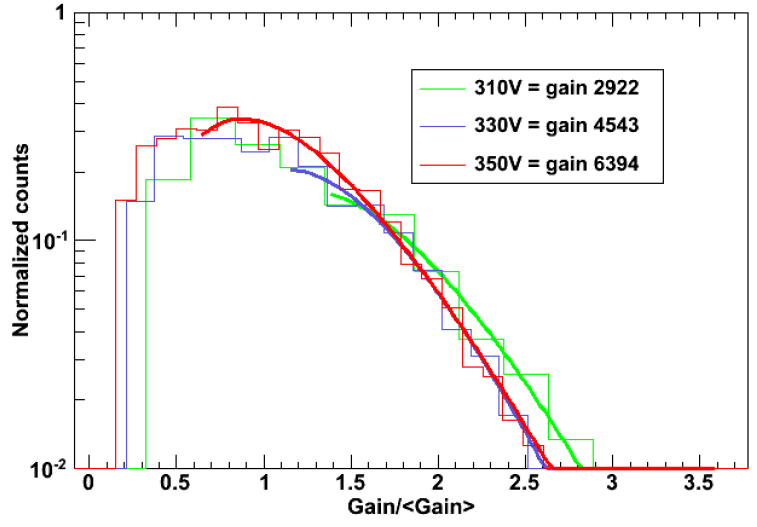 1
310V = gain 2922
330V = gain 4543
350V = gain 6394
Normalized counts
10-1
10-2
0 0.5 1 1.5 2 2.5 3 3.5
Gain/<Gain>